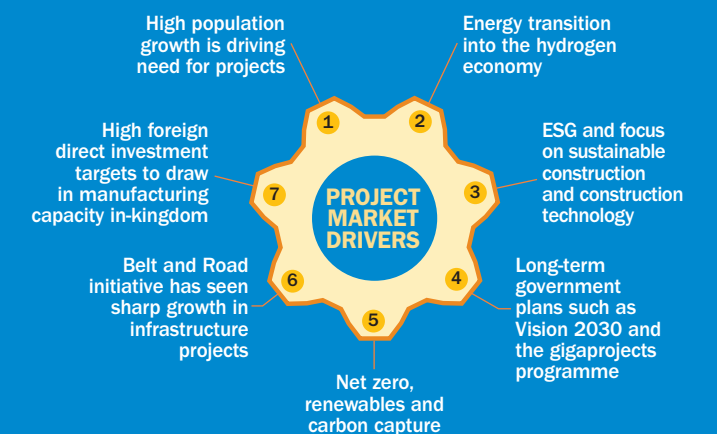 High population
growth is driving
need for projects
1
Energy transition
into the hydrogen
economy
2
ESG and focus
on sustainable
construction
and construction
technology
3
Long-term
government
plans such as
Vision 2030 and
the gigaprojects
programme
4
Net zero,
renewables and
carbon capture
5
Belt and Road
initiative has seen
sharp growth in
infrastructure
projects
6
High foreign
direct investment
targets to draw
in manufacturing
capacity in-kingdom
7
PROJECT
MARKET
DRIVERS